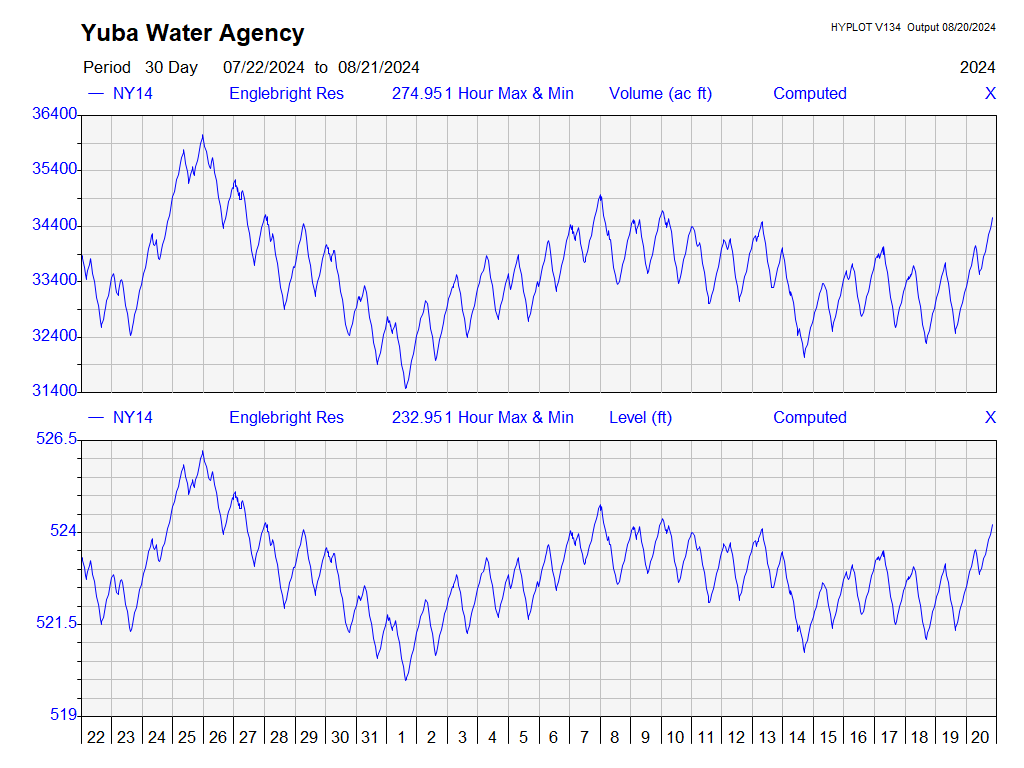 Yuba Water Agency
HYPLOT V134 Output 08/20/2024
Period 30 Day 07/22/2024 to 08/21/2024 2024
NY14 Englebright Res 274.951 Hour Max & Min Volume (ac ft) Computed X
36400
35400
34400
33400
32400
31400
NY14 Englebright Res 232.951 Hour Max & Min Level (ft) Computed X
526.5
524
521.5
519
22 23 24 25 26 27 28 29 30 31 1 2 3 4 5 6 7 8 9 10 11 12 13 14 15 16 17 18 19 20